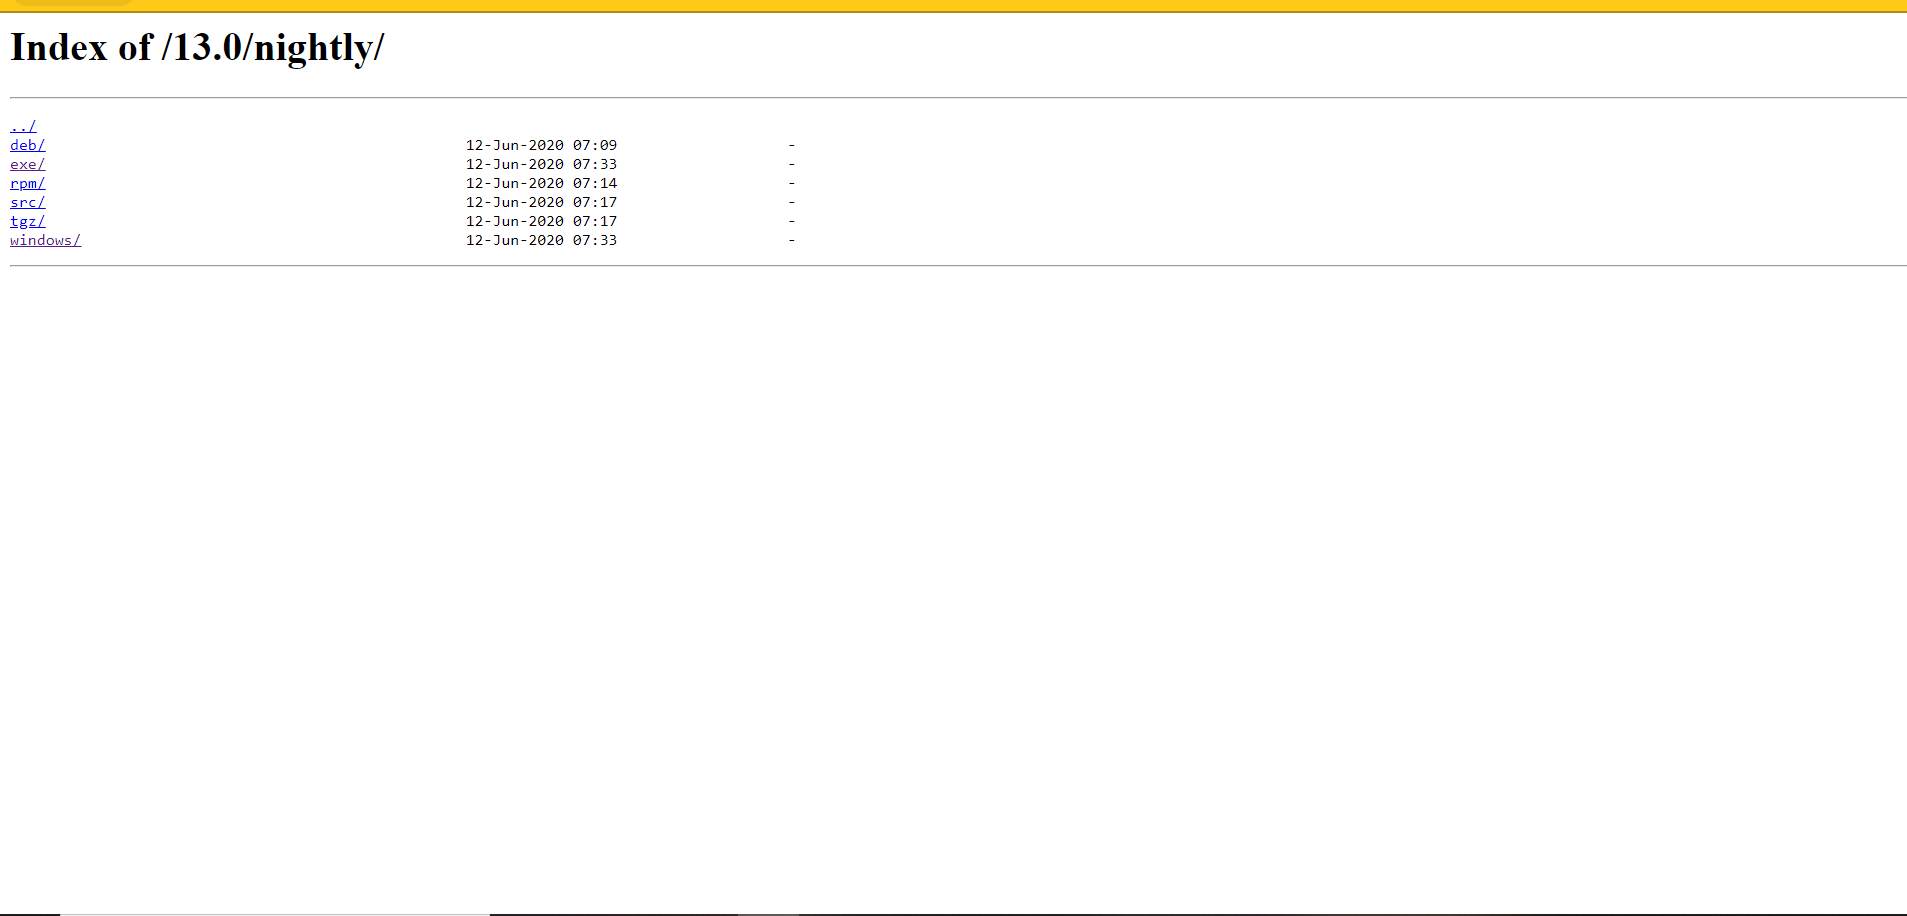 Index of /13.0/nightly/
../
deb/ 12-Jun-2020 07:09 -
exe/ 12-Jun-2020 07:33 -
rpm/ 12-Jun-2020 07:14 -
src/ 12-Jun-2020 07:17 -
tgz/ 12-Jun-2020 07:17 -
windows/ 12-Jun-2020 07:33 -